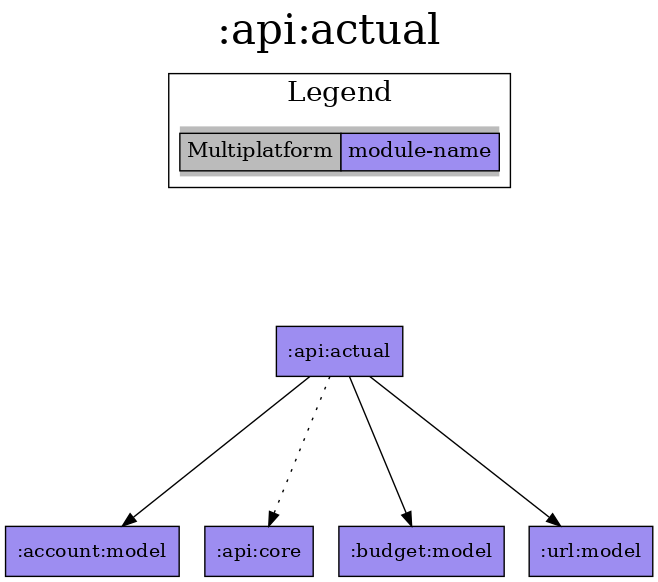 :api:actual
Legend
Multiplatform module-name
:api:actual
:account:model :api:core :budget:model :url:model